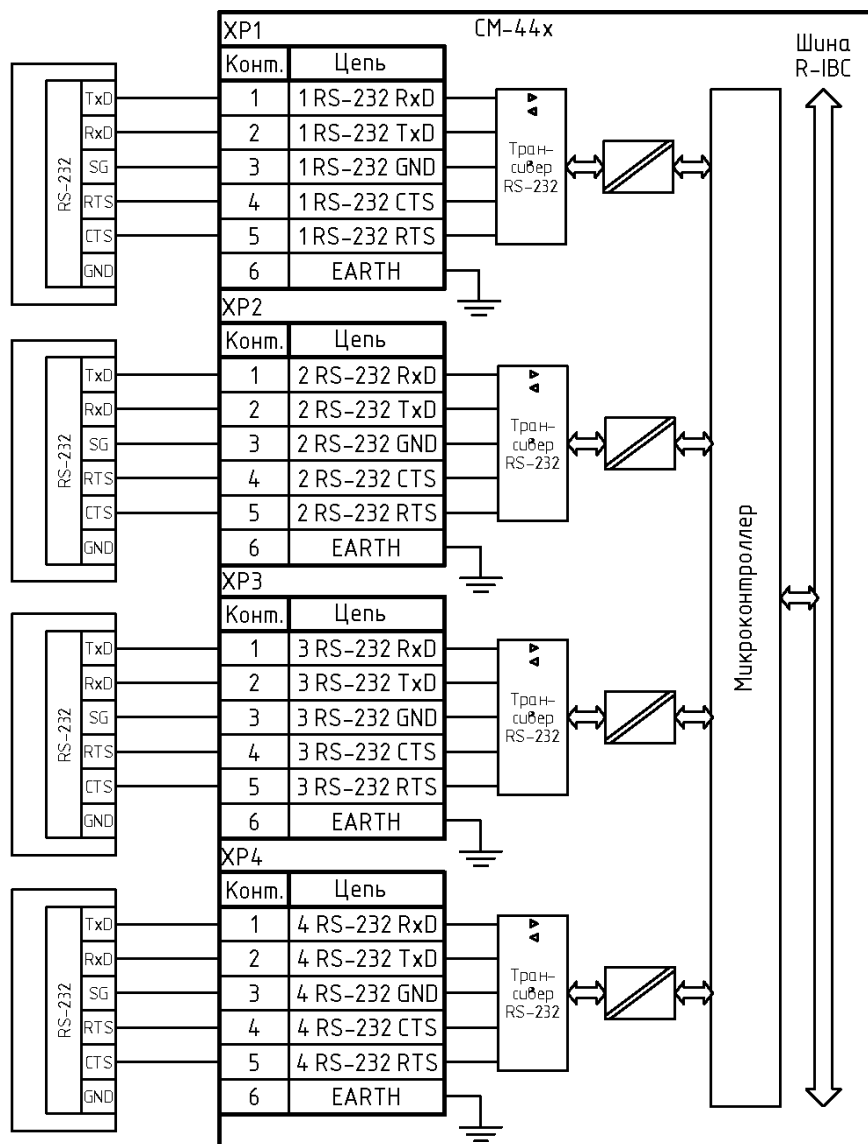 CM-44x
Шина
R-IBC
XP1
Конт. Цепь
TxD 1 1 RS-232 RxD
RxD 2 1 RS-232 TxD
SG 3 1 RS-232 GND
RTS 4 1 RS-232 CTS
CTS 5 1 RS-232 RTS
GND 6 EARTH
RS-232
Тран-
сивер
RS-232
XP2
Конт. Цепь
TxD 1 2 RS-232 RxD
RxD 2 2 RS-232 TxD
SG 3 2 RS-232 GND
RTS 4 2 RS-232 CTS
CTS 5 2 RS-232 RTS
GND 6 EARTH
RS-232
Тран-
сивер
RS-232
XP3
Конт. Цепь
TxD 1 3 RS-232 RxD
RxD 2 3 RS-232 TxD
SG 3 3 RS-232 GND
RTS 4 3 RS-232 CTS
CTS 5 3 RS-232 RTS
GND 6 EARTH
RS-232
Тран-
сивер
RS-232
XP4
Конт. Цепь
TxD 1 4 RS-232 RxD
RxD 2 4 RS-232 TxD
SG 3 4 RS-232 GND
RTS 4 4 RS-232 CTS
CTS 5 4 RS-232 RTS
GND 6 EARTH
RS-232
Тран-
сивер
RS-232
Микроконтроллер